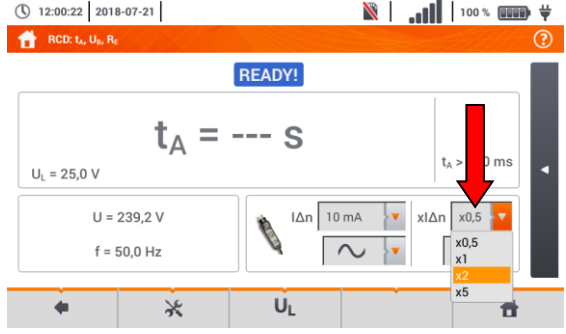 12:00:22 2018-07-21 100 %
RCD: tA, UB, RE ?
READY!
tA = --- s
UL = 25,0 V
tA > 0 ms
U = 239,2 V
f = 50,0 Hz
IΔn 10 mA
xIΔn x0,5
x0,5
x1
x2
x5
UL